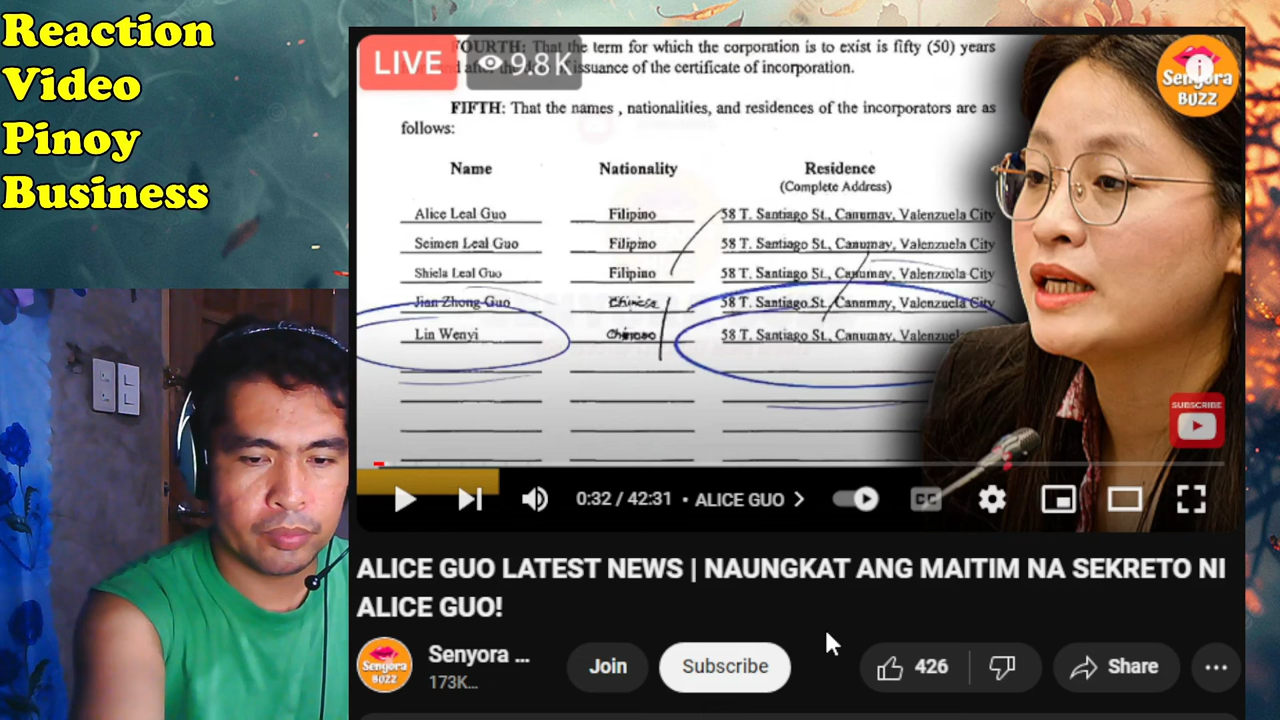 Reaction
Video
Pinoy
Business
LIVE
9.8K
FOURTH: That the term for which the corporation is to exist is fifty (50) years
issuance of the certificate of incorporation.
FIFTH: That the names , nationalities, and residences of the incorporators are as
follows:
Name Nationality Residence
(Complete Address)
Alice Leal Guo Filipino 58 T. Santiago St., Canumay, Valenzuela City
Seimen Leal Guo Filipino 58 T. Santiago St., Canumay, Valenzuela City
Shiela Leal Guo Filipino 58 T. Santiago St., Canumay, Valenzuela City
Jian Zhong Guo Chinese 58 T. Santiago St., Canumay, Valenzuela City
Lin Wenyi Chinese 58 T. Santiago St., Canumay,
Senyora
BUZZ
SUBSCRIBE
0:32 / 42:31 • ALICE GUO
CC
ALICE GUO LATEST NEWS | NAUNGKAT ANG MAITIM NA SEKRETO NI
ALICE GUO!
Senyora
BUZZ
Senyora ...
173K...
Join
Subscribe
426
Share